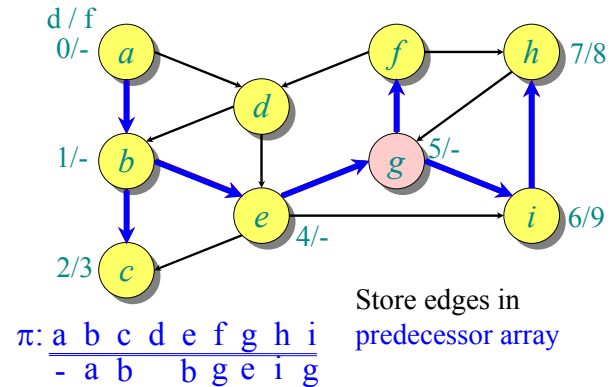 d / f
0/-
a
f
h
7/8
d
1/-
b
g
5/-
e
4/-
i
6/9
2/3
c
Store edges in
predecessor array
π: a b c d e f g h i
- a b b g e i g